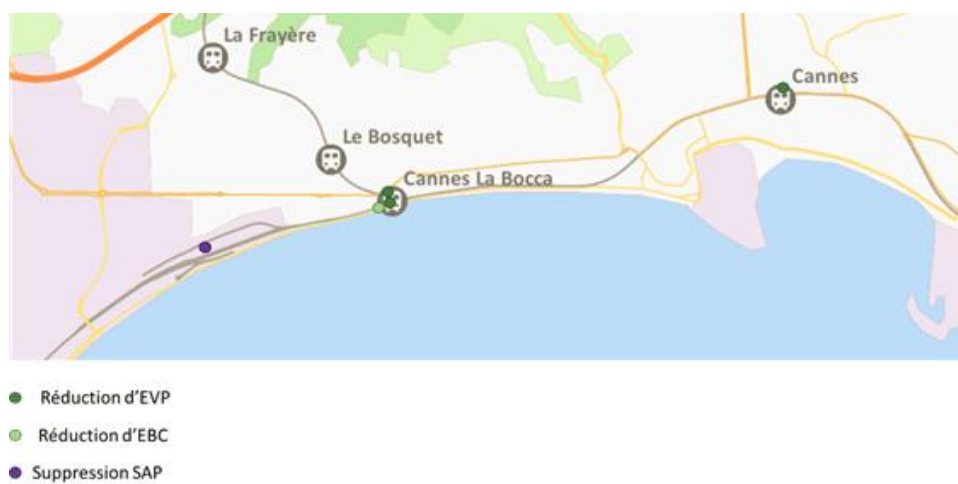 La Frayère
Cannes
Le Bosquet
Cannes La Bocca
Réduction d'EVP
Réduction d'EBC
Suppression SAP